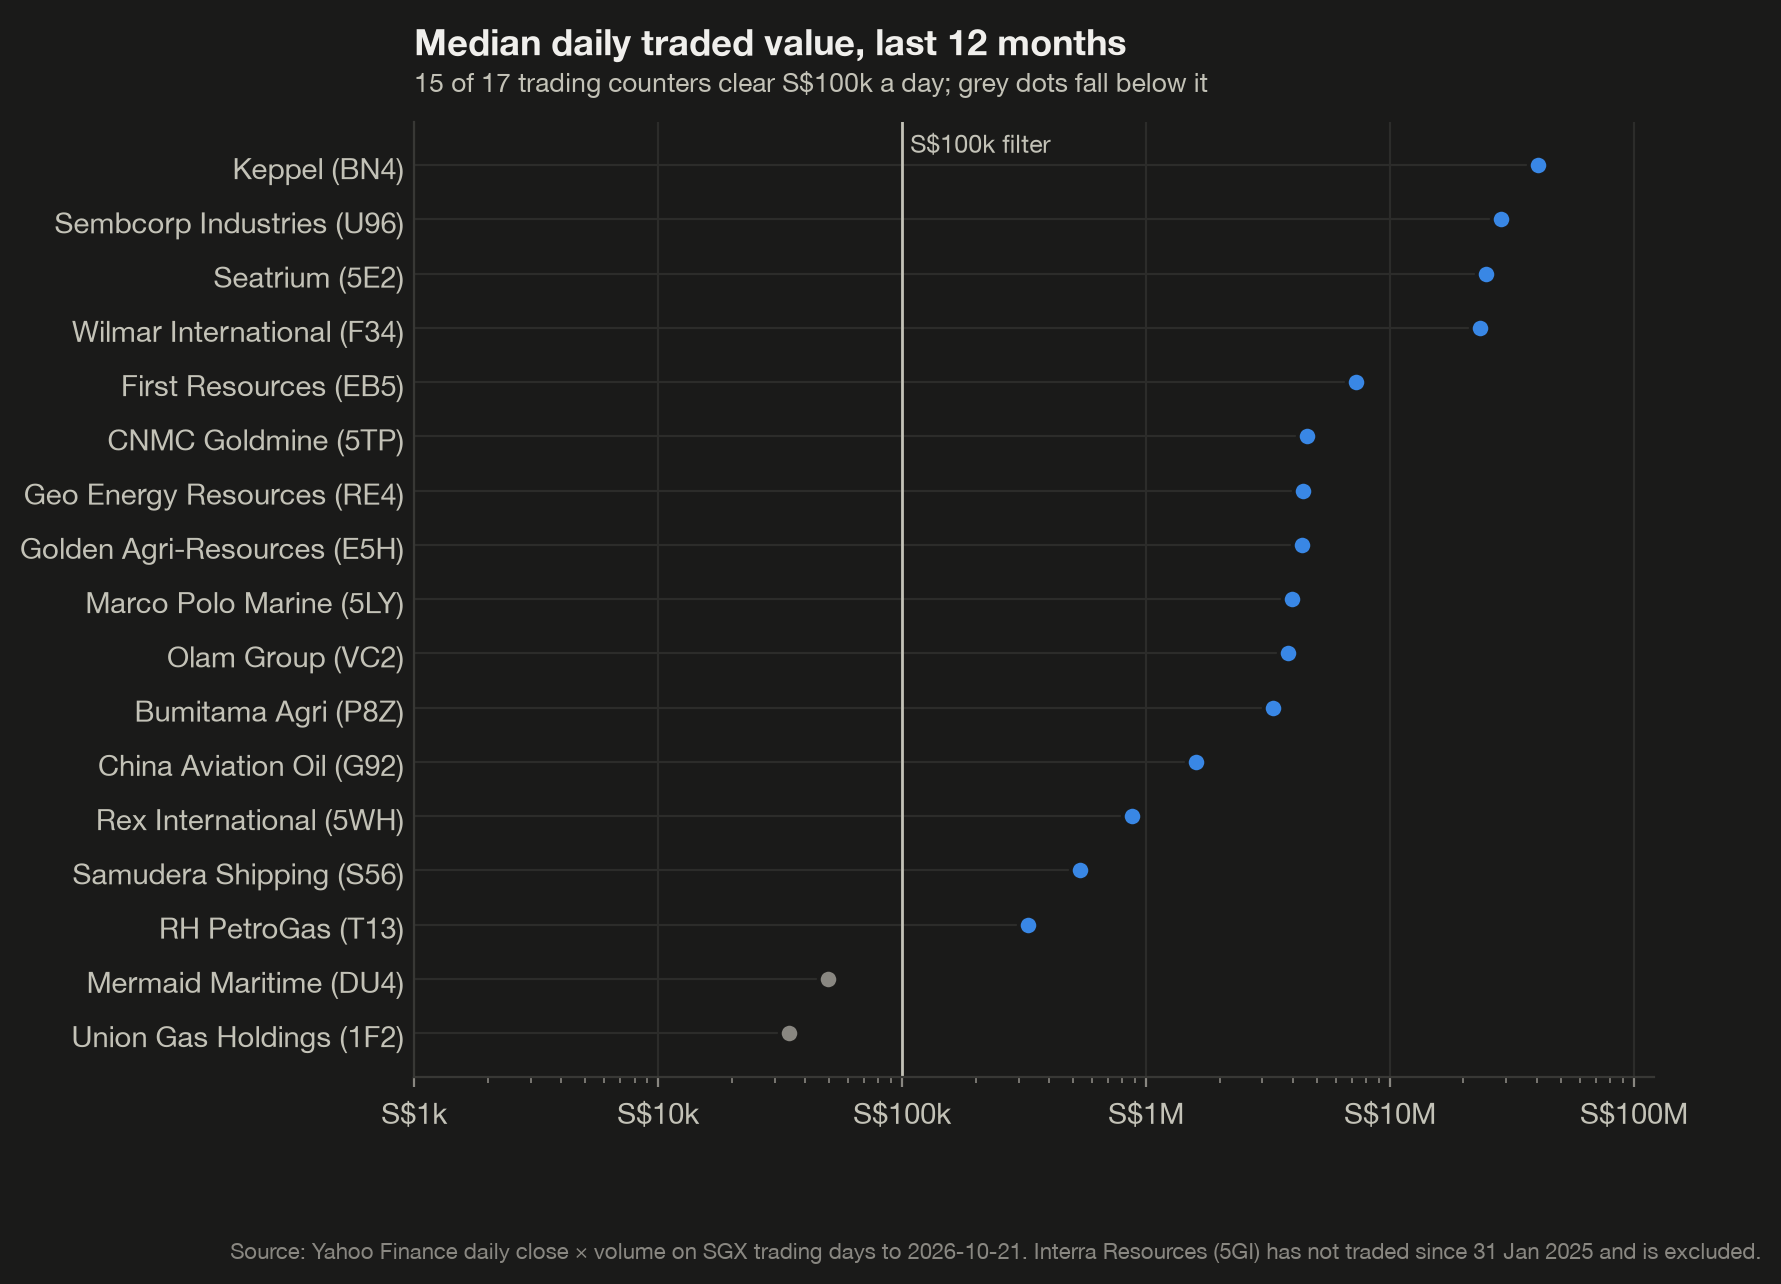 Median daily traded value, last 12 months
15 of 17 trading counters clear S$100k a day; grey dots fall below it
S$100k filter
Keppel (BN4)
Sembcorp Industries (U96)
Seatrium (5E2)
Wilmar International (F34)
First Resources (EB5)
CNMC Goldmine (5TP)
Geo Energy Resources (RE4)
Golden Agri-Resources (E5H)
Marco Polo Marine (5LY)
Olam Group (VC2)
Bumitama Agri (P8Z)
China Aviation Oil (G92)
Rex International (5WH)
Samudera Shipping (S56)
RH PetroGas (T13)
Mermaid Maritime (DU4)
Union Gas Holdings (1F2)
S$1k S$10k S$100k S$1M S$10M S$100M
Source: Yahoo Finance daily close × volume on SGX trading days to 2026-10-21. Interra Resources (5GI) has not traded since 31 Jan 2025 and is excluded.